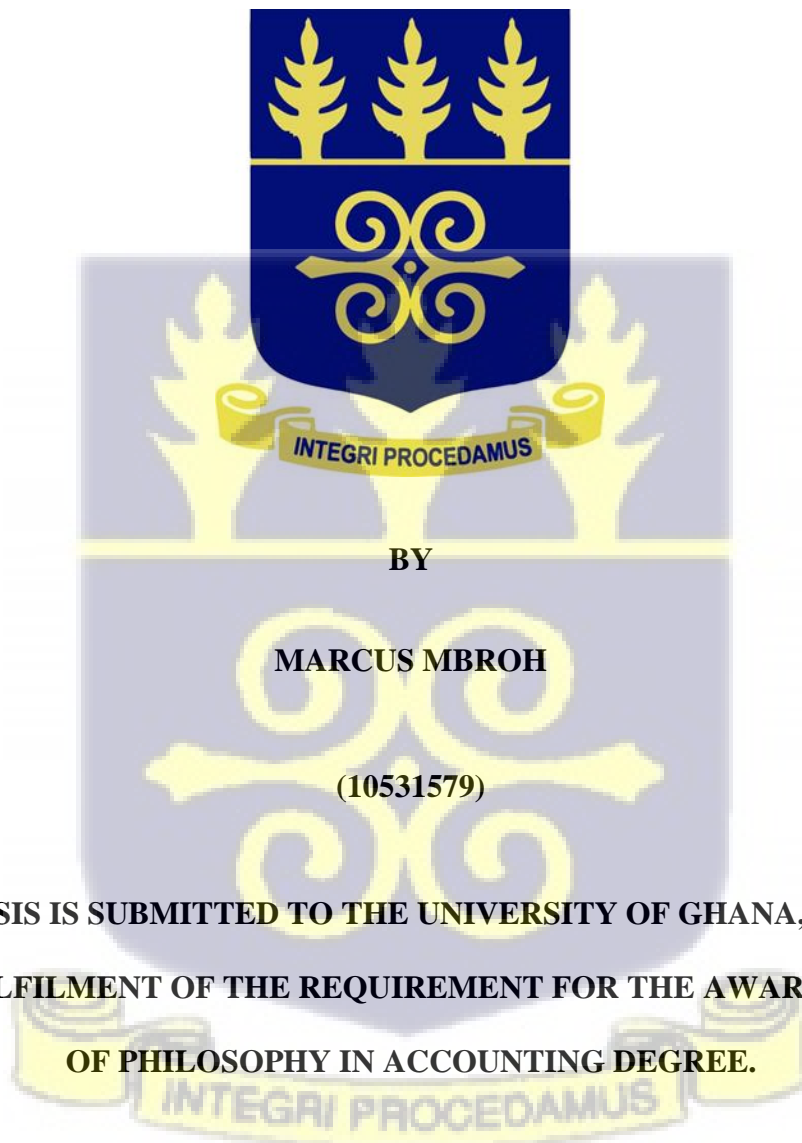 INTEGRI PROCEDAMUS
BY
MARCUS MBROH
(10531579)
SIS IS SUBMITTED TO THE UNIVERSITY OF GHANA,
LFILMENT OF THE REQUIREMENT FOR THE AWAR
OF PHILOSOPHY IN ACCOUNTING DEGREE.
INTEGRI PROCEDAMUS